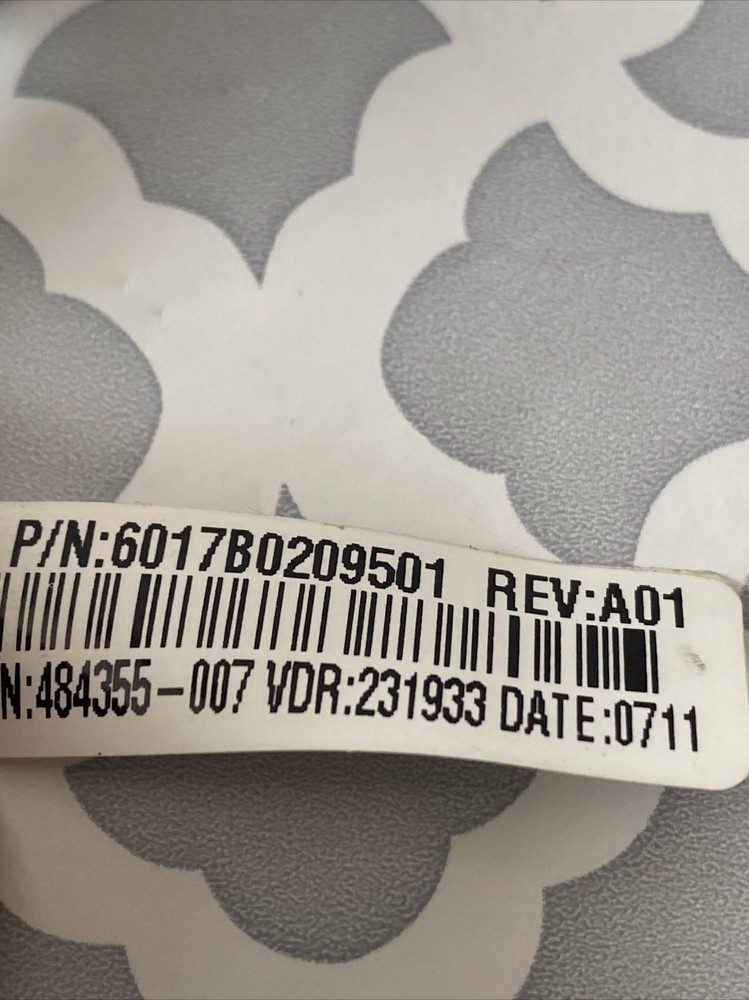 P/N:6017B0209501 REV:A01
N:484355-007 VDR:231933 DATE:0711